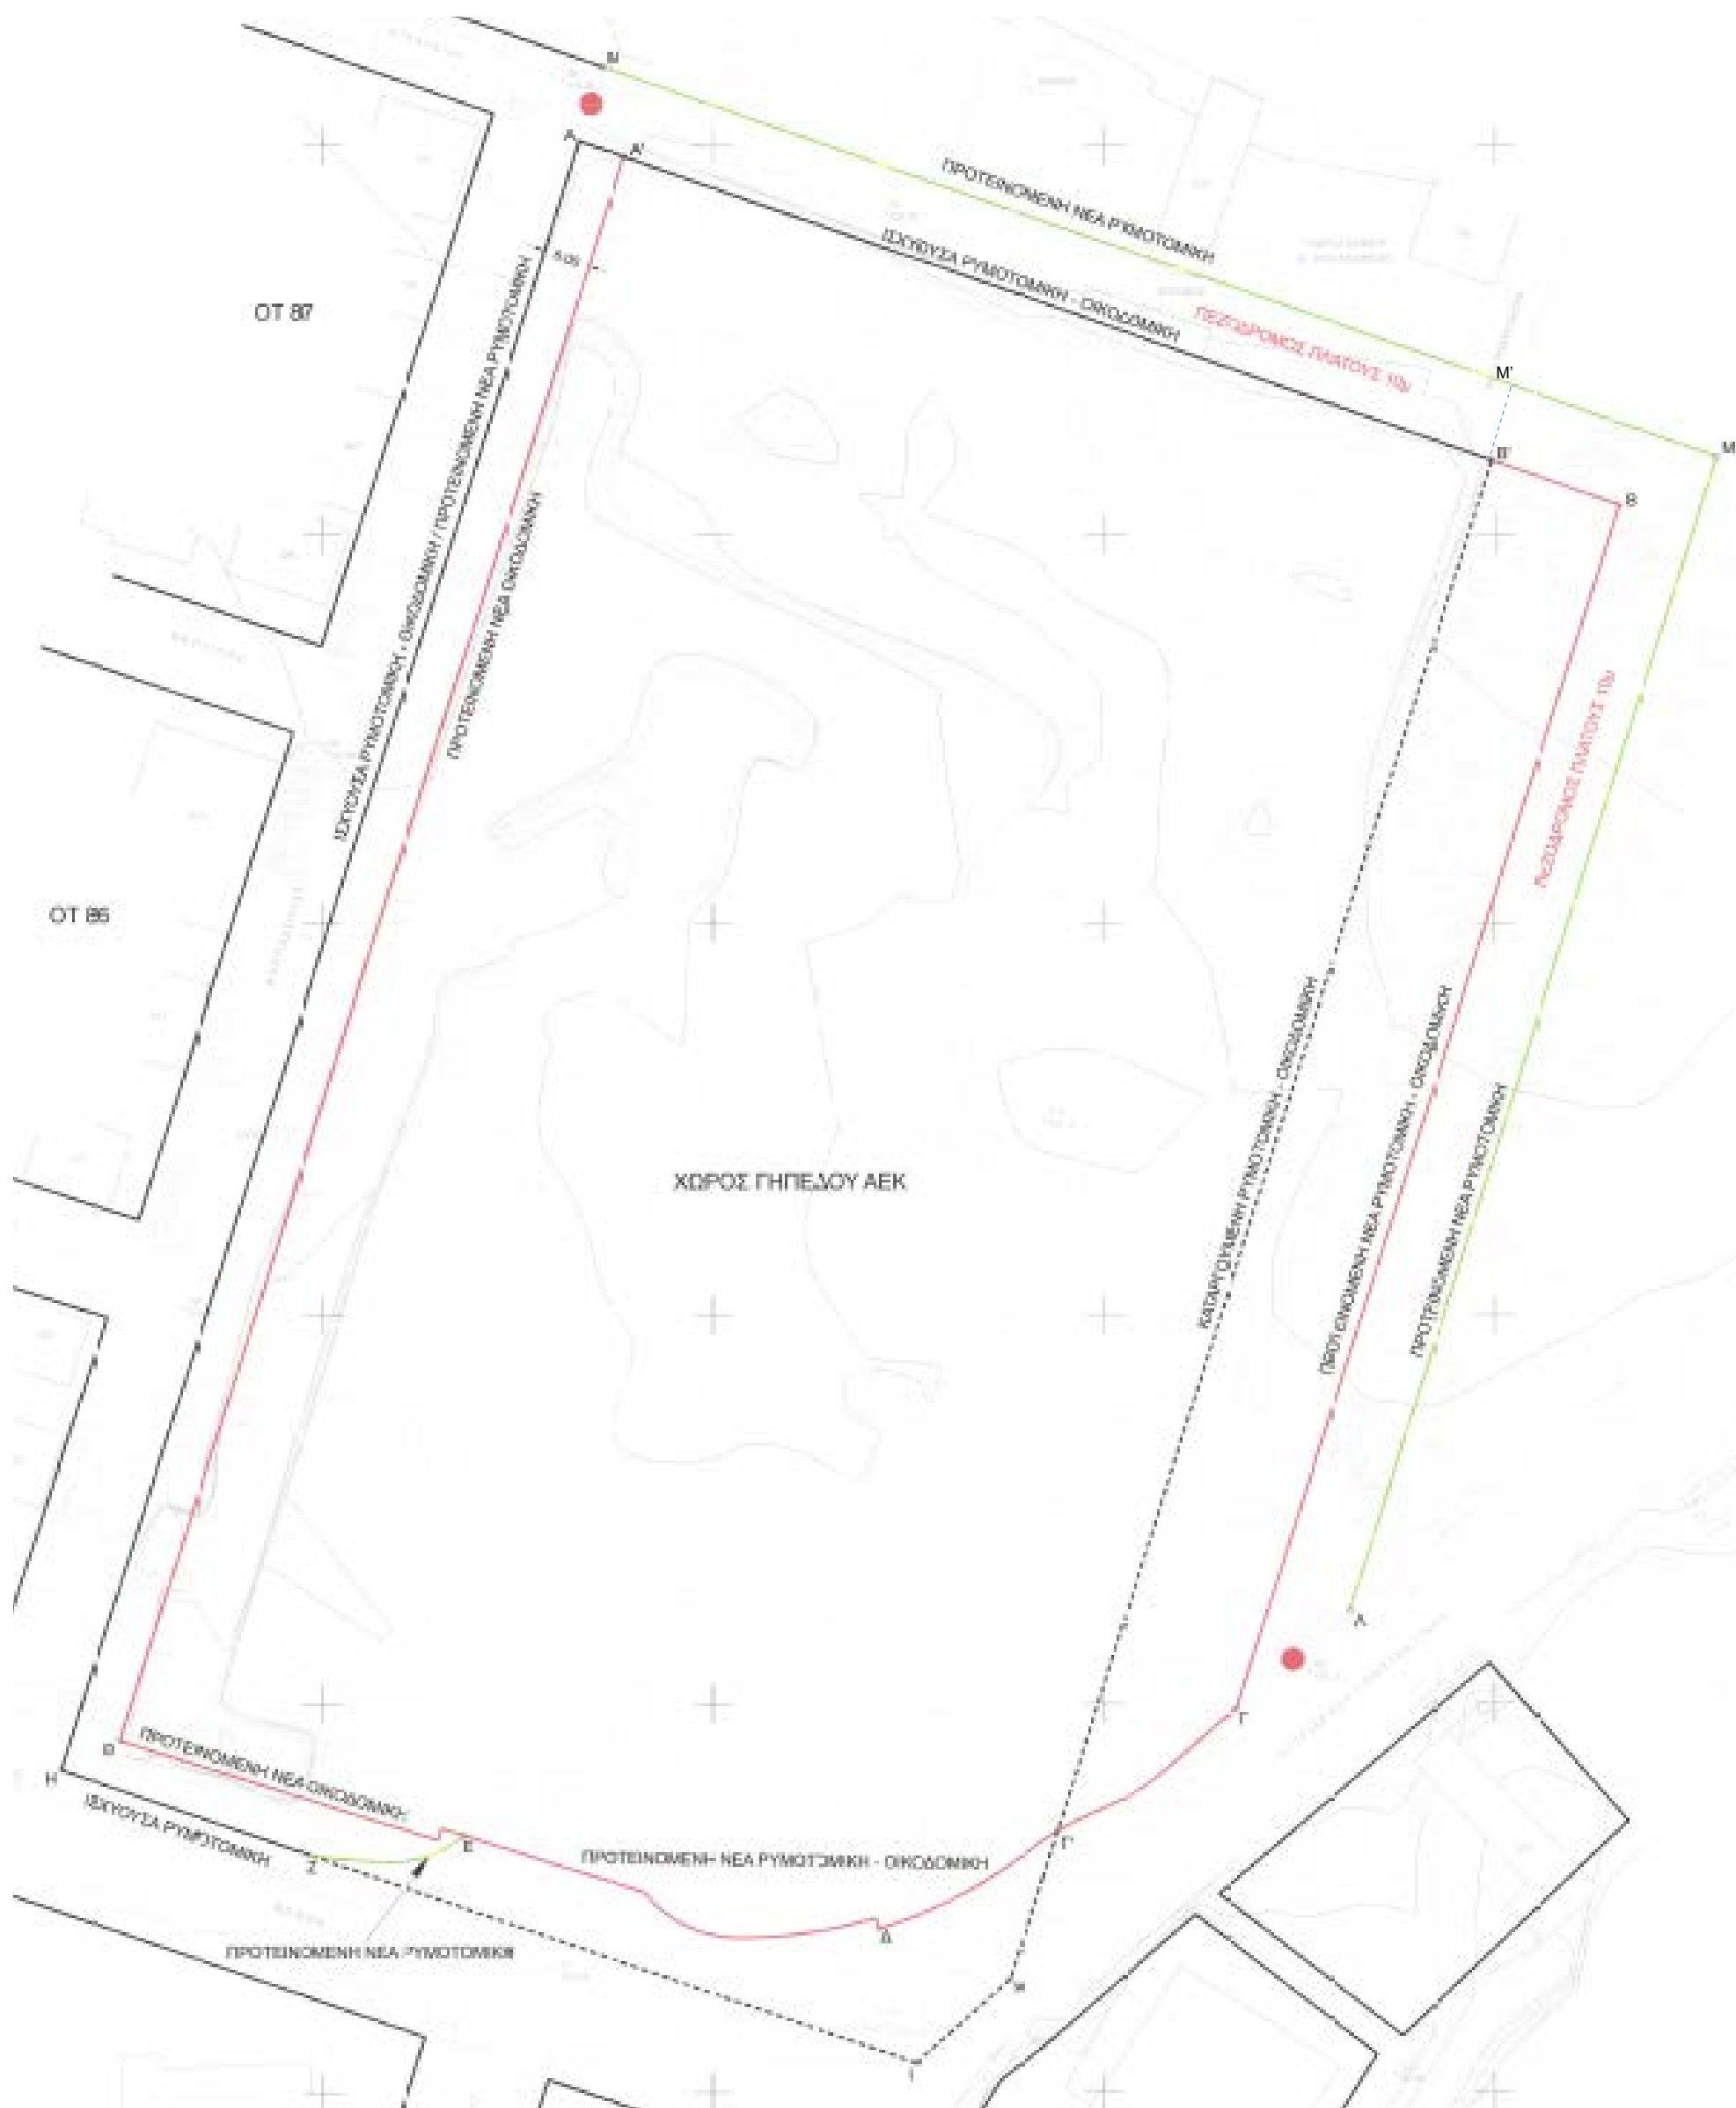 Α
Α'
ΠΡΟΤΕΙΝΟΜΕΝΗ ΝΕΑ ΡΥΜΟΤΟΜΙΚΗ
ΙΣΧΥΟΥΣΑ ΡΥΜΟΤΟΜΙΚΗ - ΟΙΚΟΔΟΜΙΚΗ
ΠΕΖΟΔΡΟΜΟΣ ΠΛΑΤΟΥΣ 10μ
ΟΤ 87
Μ'
Μ
Β'
Β
ΙΣΧΥΟΥΣΑ ΡΥΜΟΤΟΜΙΚΗ - ΟΙΚΟΔΟΜΙΚΗ / ΠΡΟΤΕΙΝΟΜΕΝΗ ΝΕΑ ΡΥΜΟΤΟΜΙΚΗ
ΠΡΟΤΕΙΝΟΜΕΝΗ ΝΕΑ ΟΙΚΟΔΟΜΙΚΗ
ΠΕΖΟΔΡΟΜΟΣ ΠΛΑΤΟΥΣ 10μ
ΟΤ 86
ΧΩΡΟΣ ΓΗΠΕΔΟΥ ΑΕΚ
ΚΑΤΑΡΓΟΥΜΕΝΗ ΡΥΜΟΤΟΜΙΚΗ - ΟΙΚΟΔΟΜΙΚΗ
ΠΡΟΤΕΙΝΟΜΕΝΗ ΝΕΑ ΡΥΜΟΤΟΜΙΚΗ - ΟΙΚΟΔΟΜΙΚΗ
ΠΡΟΤΕΙΝΟΜΕΝΗ ΝΕΑ ΡΥΜΟΤΟΜΙΚΗ
Λ
Γ
Θ
ΠΡΟΤΕΙΝΟΜΕΝΗ ΝΕΑ ΟΙΚΟΔΟΜΙΚΗ
Η
ΙΣΧΥΟΥΣΑ ΡΥΜΟΤΟΜΙΚΗ
Ζ
Ε
Γ'
ΠΡΟΤΕΙΝΟΜΕΝΗ ΝΕΑ ΡΥΜΟΤΟΜΙΚΗ - ΟΙΚΟΔΟΜΙΚΗ
Δ
ΠΡΟΤΕΙΝΟΜΕΝΗ ΝΕΑ ΡΥΜΟΤΟΜΙΚΗ
Ι